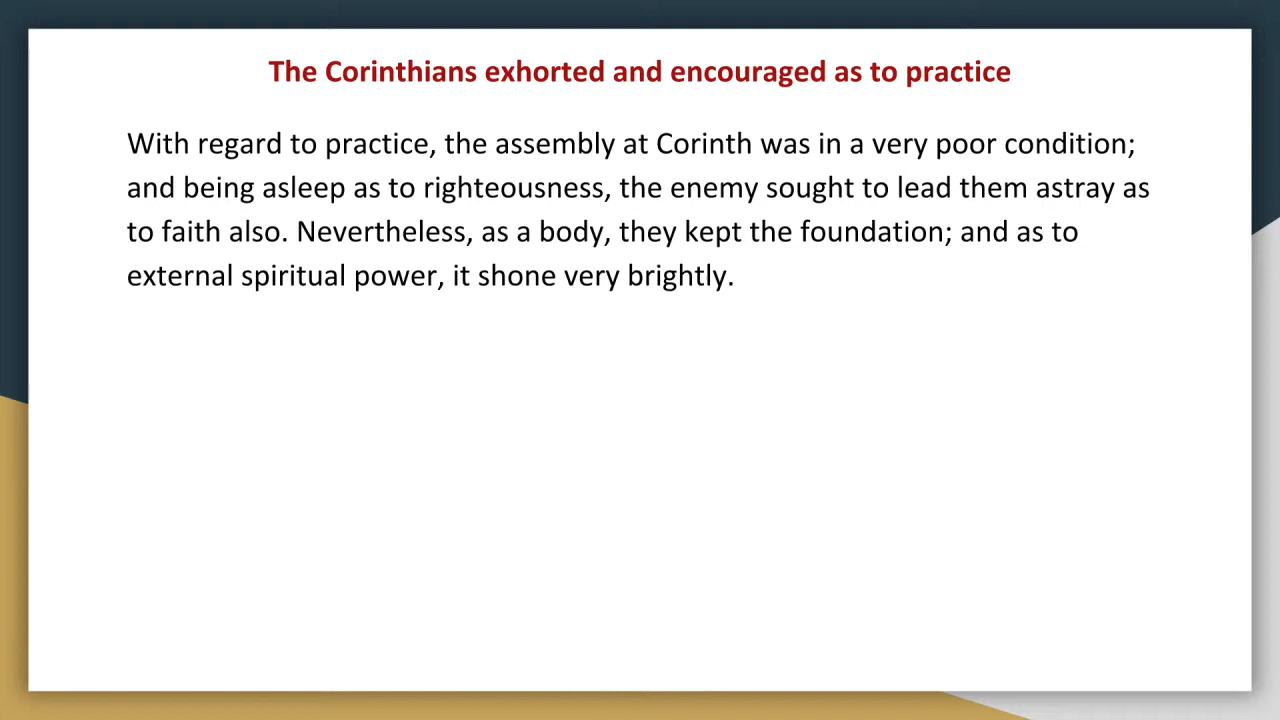 The Corinthians exhorted and encouraged as to practice
With regard to practice, the assembly at Corinth was in a very poor condition;
and being asleep as to righteousness, the enemy sought to lead them astray as
to faith also. Nevertheless, as a body, they kept the foundation; and as to
external spiritual power, it shone very brightly.